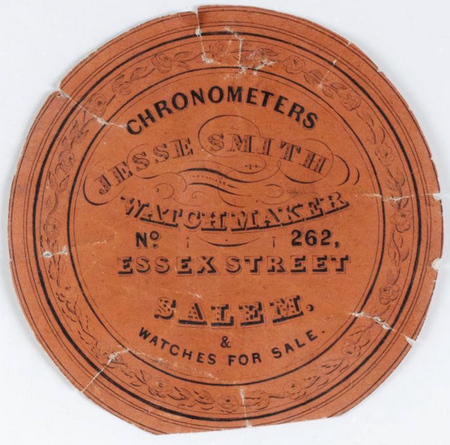 CHRONOMETERS
JESSE SMITH
WATCHMAKER
No. 262,
ESSEX STREET
SALEM.
&
WATCHES FOR SALE.